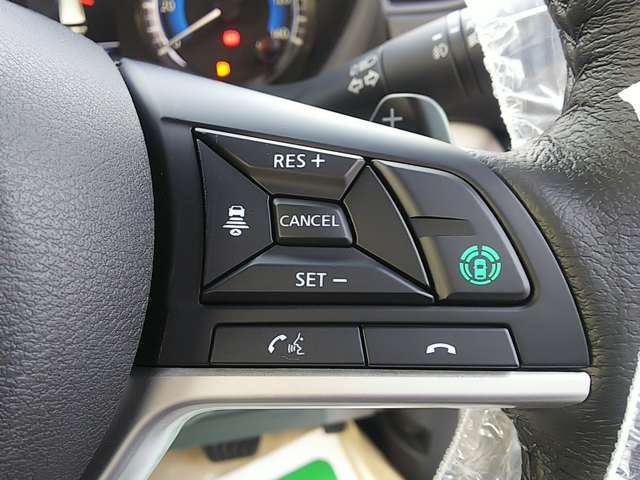 RES +
CANCEL
SET −
+